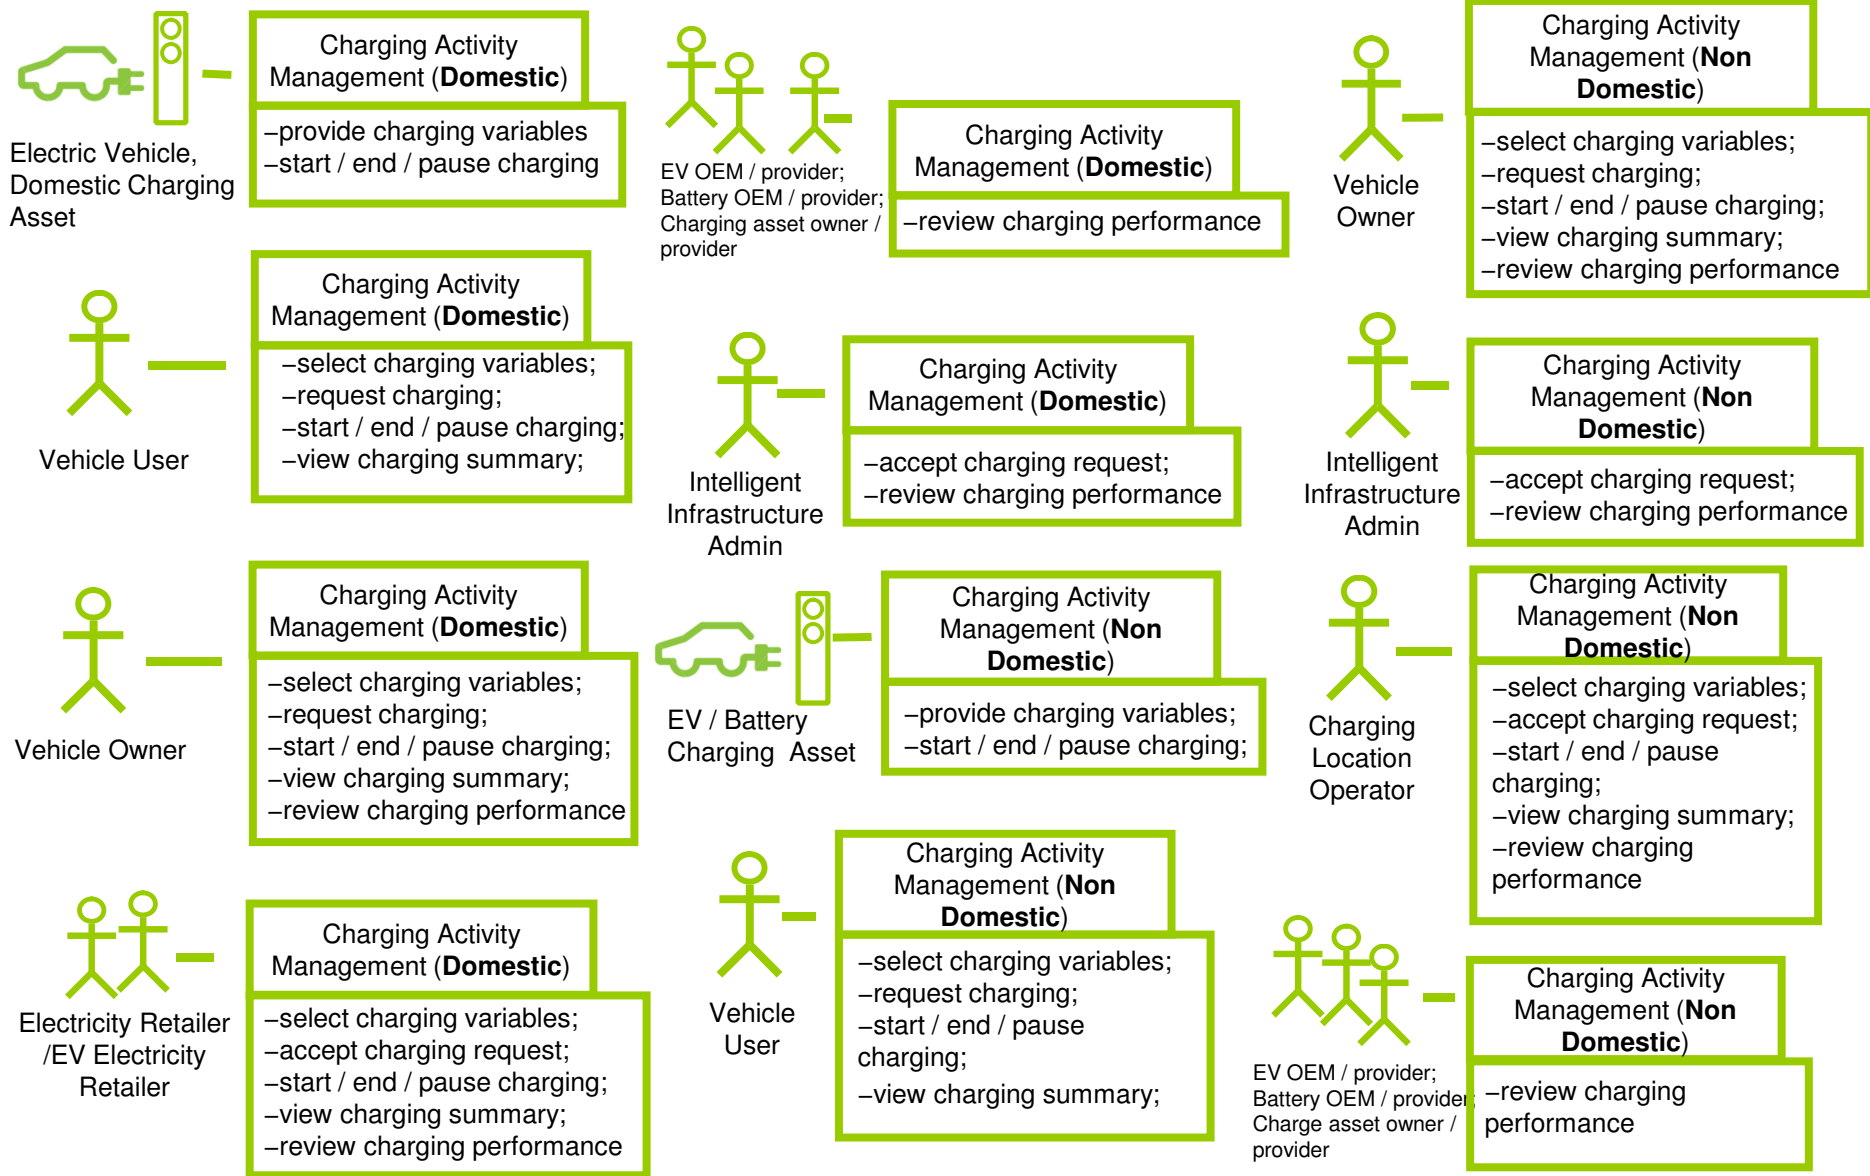 Charging Activity
Management (Domestic)
–provide charging variables
–start / end / pause charging
Electric Vehicle,
Domestic Charging
Asset
Charging Activity
Management (Domestic)
–select charging variables;
–request charging;
–start / end / pause charging;
–view charging summary;
Vehicle User
Charging Activity
Management (Domestic)
–select charging variables;
–request charging;
–start / end / pause charging;
–view charging summary;
–review charging performance
Vehicle Owner
Charging Activity
Management (Domestic)
–select charging variables;
–accept charging request;
–start / end / pause charging;
–view charging summary;
–review charging performance
Electricity Retailer
/EV Electricity
Retailer
Charging Activity
Management (Domestic)
–review charging performance
EV OEM / provider;
Battery OEM / provider;
Charging asset owner /
provider
Charging Activity
Management (Domestic)
–accept charging request;
–review charging performance
Intelligent
Infrastructure
Admin
Charging Activity
Management (Non
Domestic)
–provide charging variables;
–start / end / pause charging;
EV / Battery
Charging Asset
Charging Activity
Management (Non
Domestic)
–select charging variables;
–request charging;
–start / end / pause
charging;
–view charging summary;
Vehicle
User
Charging Activity
Management (Non
Domestic)
–select charging variables;
–request charging;
–start / end / pause charging;
–view charging summary;
–review charging performance
Vehicle
Owner
Charging Activity
Management (Non
Domestic)
–accept charging request;
–review charging performance
Intelligent
Infrastructure
Admin
Charging Activity
Management (Non
Domestic)
–select charging variables;
–accept charging request;
–start / end / pause
charging;
–view charging summary;
–review charging
performance
Charging
Location
Operator
Charging Activity
Management (Non
Domestic)
–review charging
performance
EV OEM / provider;
Battery OEM / provider;
Charge asset owner /
provider